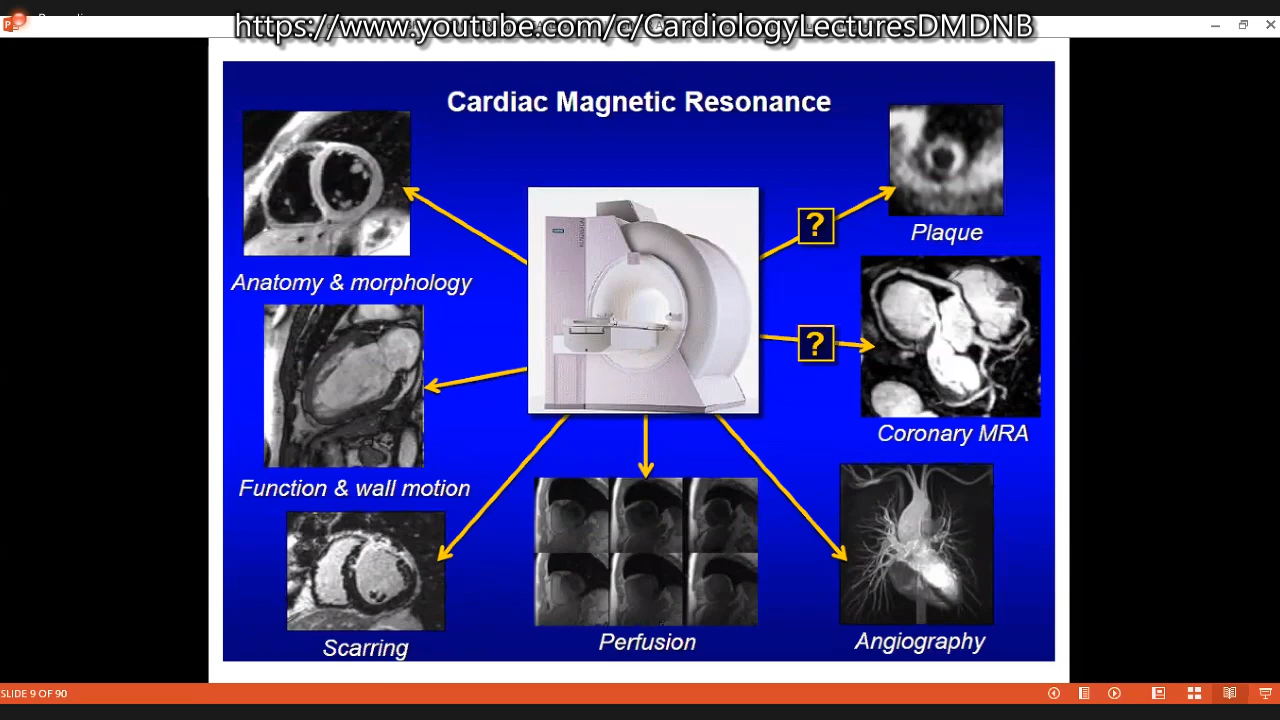 https://www.youtube.com/c/CardiologyLecturesDMDNB
Cardiac Magnetic Resonance
?
Plaque
Anatomy & morphology
?
Coronary MRA
Function & wall motion
Scarring
Perfusion
Angiography
SLIDE 9 OF 90